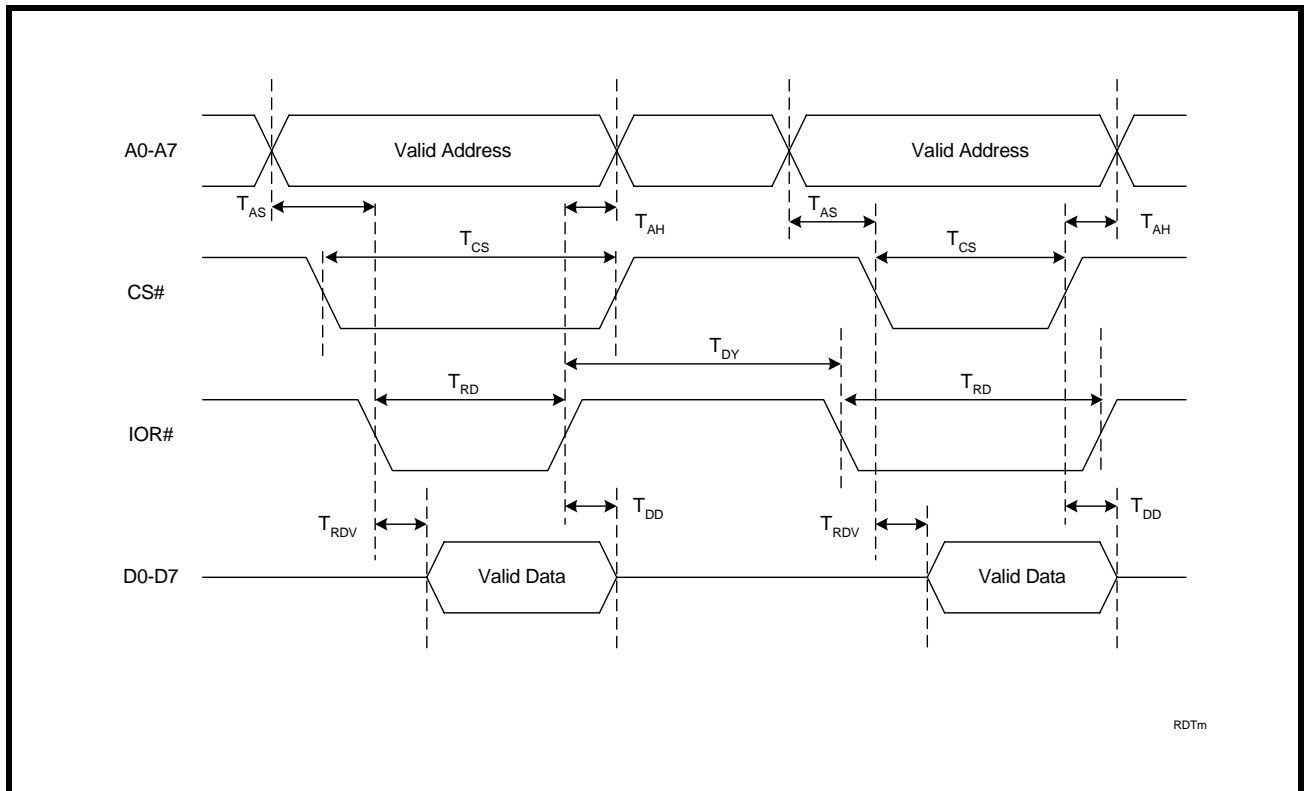 A0-A7
Valid Address
Valid Address
TAS
TAH
TAS
TAH
TCS
TCS
CS#
TDY
TRD
TRD
IOR#
TRDV
TDD
TRDV
TDD
D0-D7
Valid Data
Valid Data
RDTm